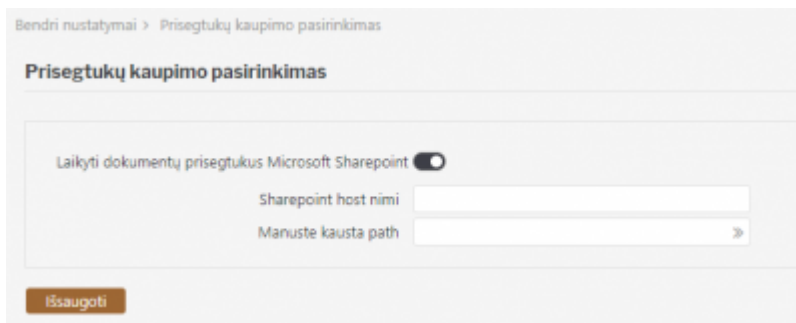 Bendri nustatymai > Prisegtukų kaupimo pasirinkimas
Prisegtukų kaupimo pasirinkimas
Laikyti dokumentų prisegtukus Microsoft Sharepoint
Sharepoint host nimi
Manuste kausta path
Išsaugoti